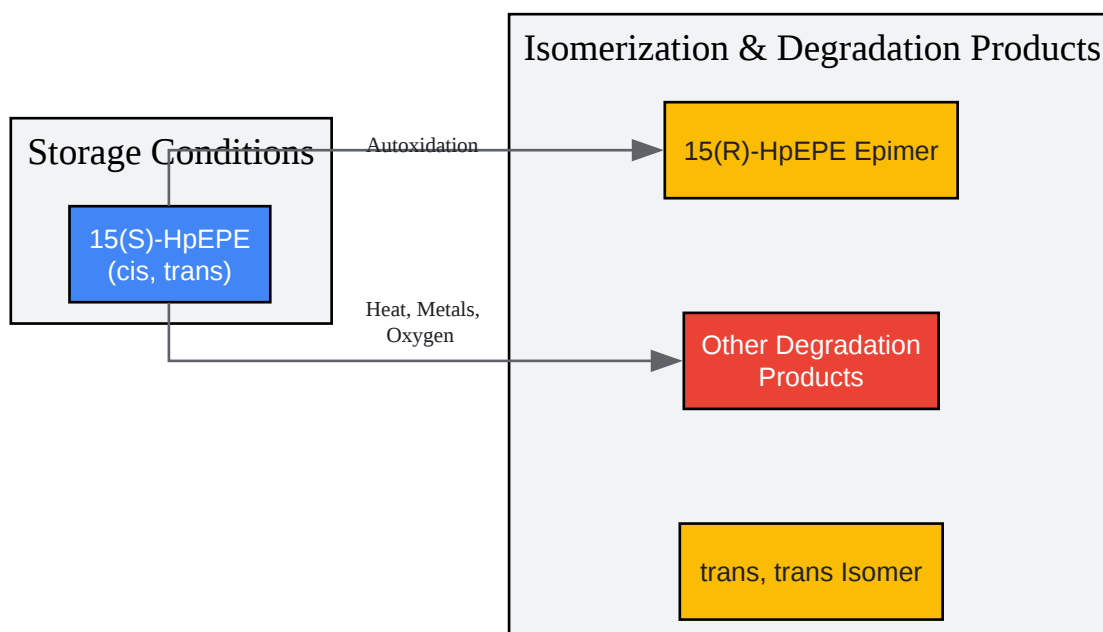 Isomerization & Degradation Products
Storage Conditions
Autoxidation
15(R)-HpEPE Epimer
15(S)-HpEPE
(cis, trans)
Heat, Metals,
Oxygen
Other Degradation
Products
trans, trans Isomer